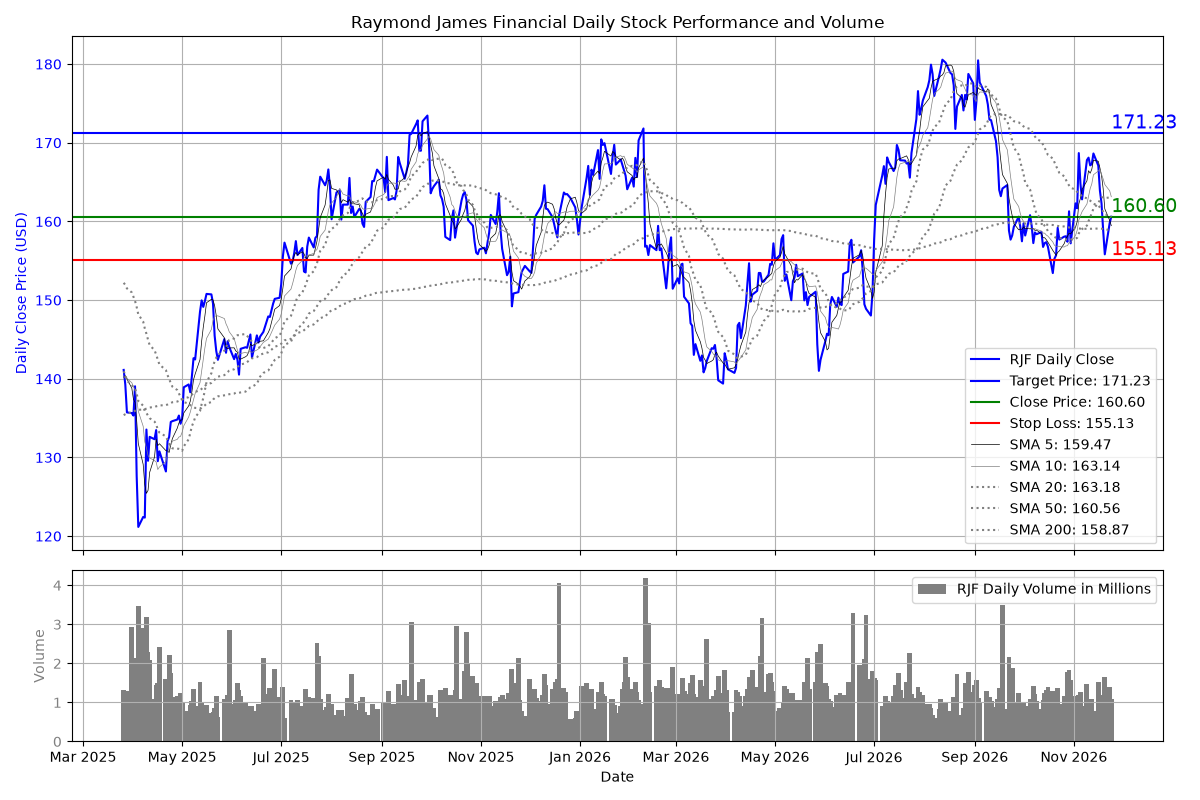 Raymond James Financial Daily Stock Performance and Volume
Daily Close Price (USD)
180
170
160
150
140
130
120
171.23
160.60
155.13
RJF Daily Close
Target Price: 171.23
Close Price: 160.60
Stop Loss: 155.13
SMA 5: 159.47
SMA 10: 163.14
SMA 20: 163.18
SMA 50: 160.56
SMA 200: 158.87
Volume
4
3
2
1
0
RJF Daily Volume in Millions
Mar 2025
May 2025
Jul 2025
Sep 2025
Nov 2025
Jan 2026
Mar 2026
May 2026
Jul 2026
Sep 2026
Nov 2026
Date